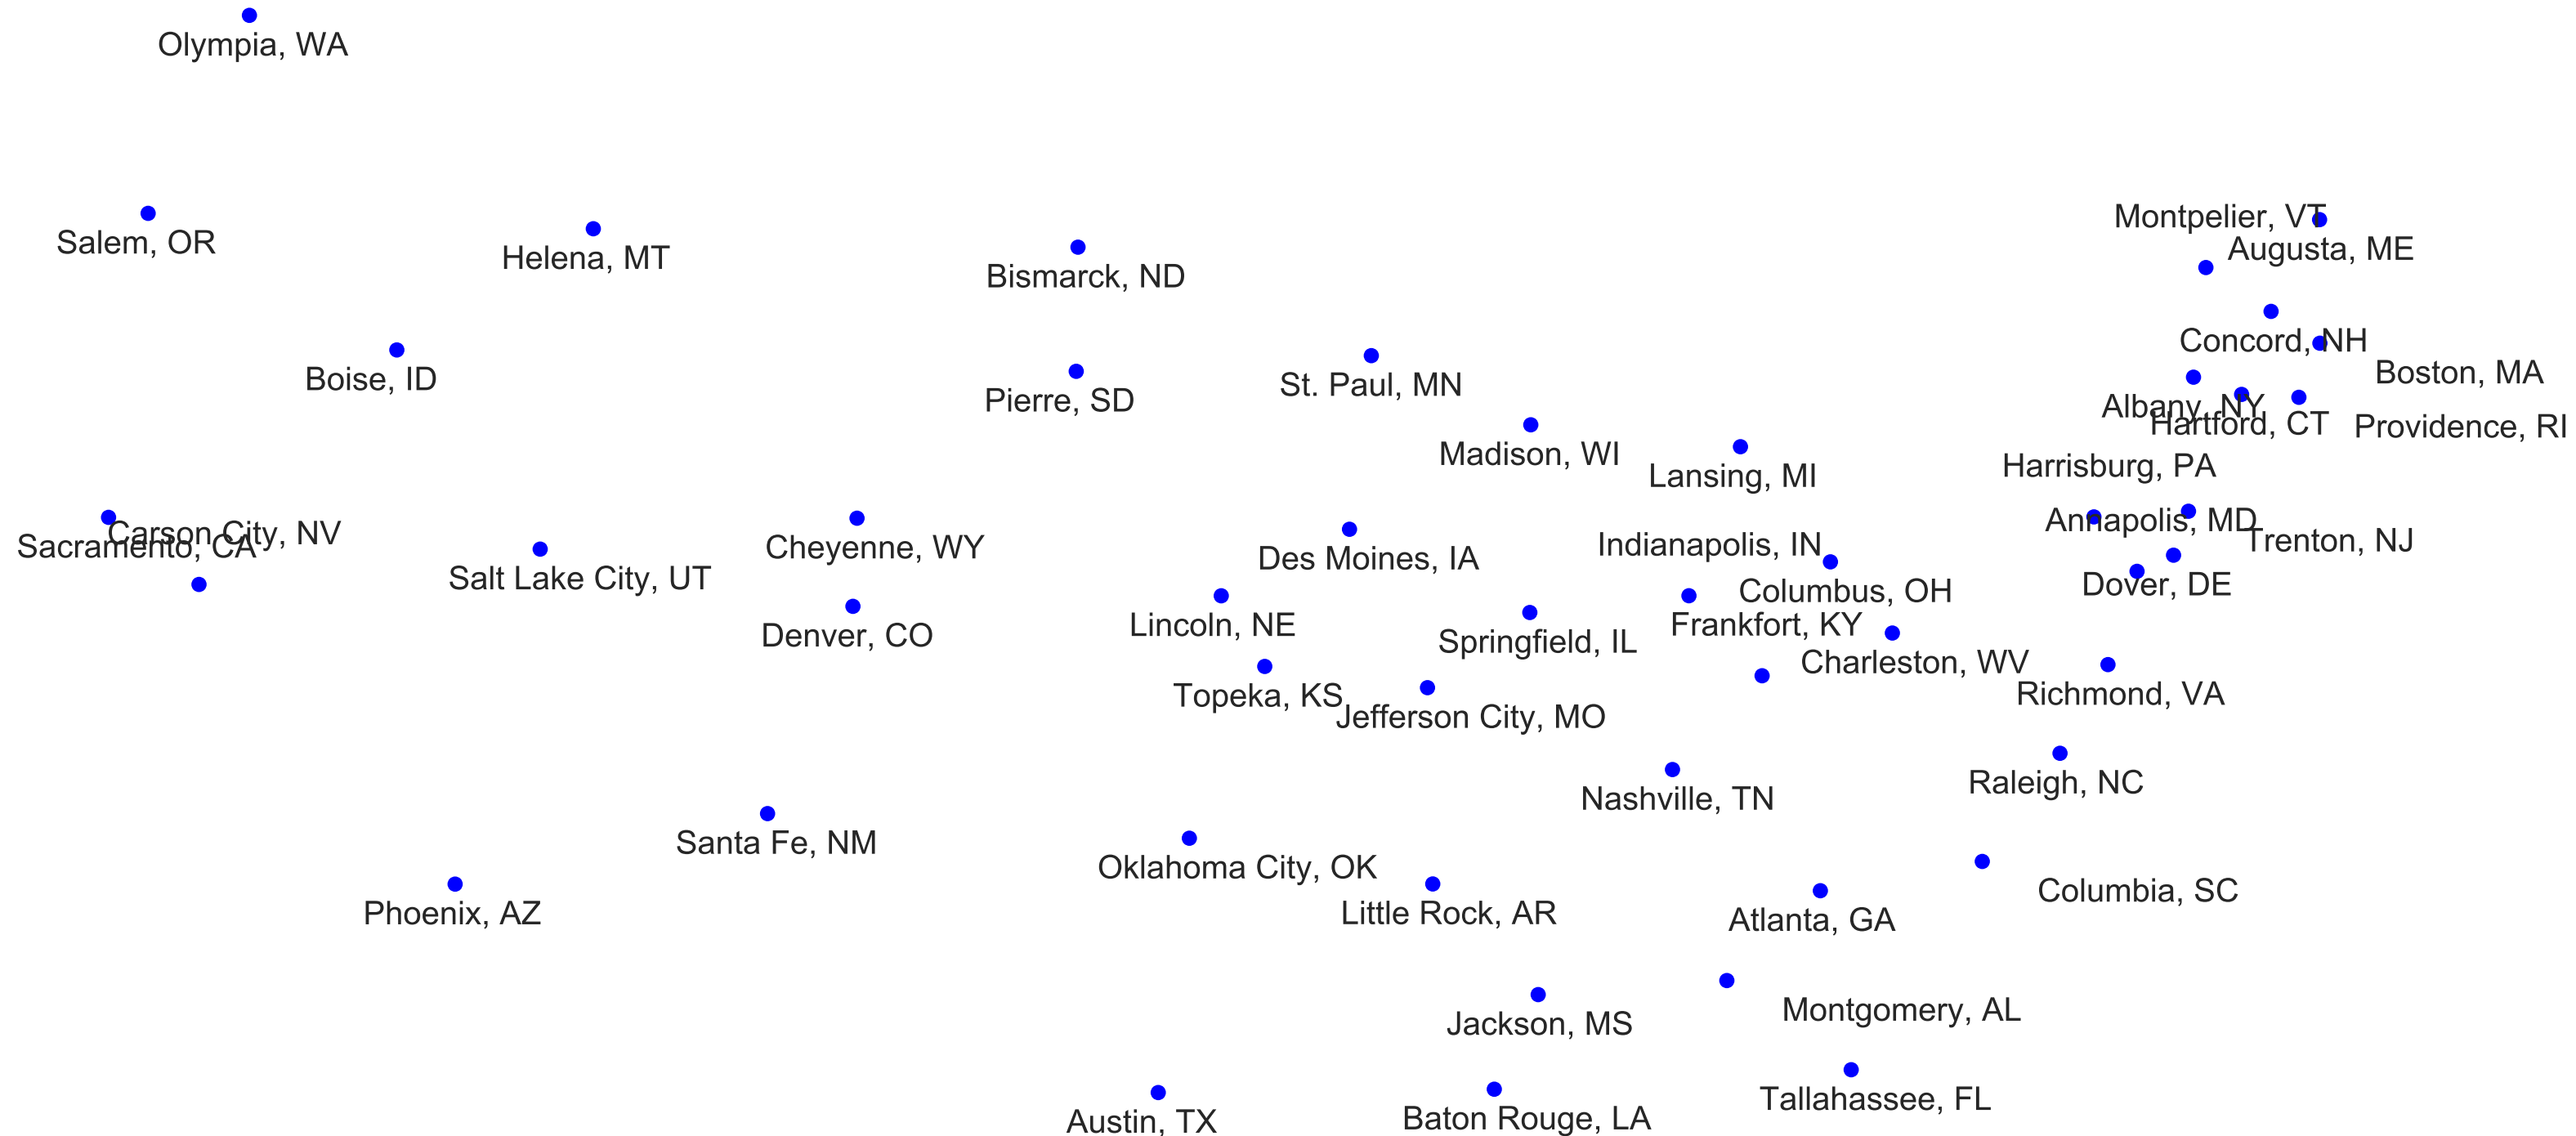 Olympia, WA
Montpelier, VT
Salem, OR
Augusta, ME
Helena, MT
Bismarck, ND
Concord, NH
Boston, MA
Boise, ID
St. Paul, MN
Pierre, SD
Albany, NY
Hartford, CT
Providence, RI
Madison, WI
Harrisburg, PA
Lansing, MI
Annapolis, MD
Carson City, NV
Trenton, NJ
Indianapolis, IN
Sacramento, CA
Cheyenne, WY
Des Moines, IA
Salt Lake City, UT
Dover, DE
Columbus, OH
Lincoln, NE
Frankfort, KY
Denver, CO
Springfield, IL
Charleston, WV
Richmond, VA
Topeka, KS
Jefferson City, MO
Raleigh, NC
Nashville, TN
Santa Fe, NM
Oklahoma City, OK
Columbia, SC
Phoenix, AZ
Little Rock, AR
Atlanta, GA
Montgomery, AL
Jackson, MS
Tallahassee, FL
Baton Rouge, LA
Austin, TX